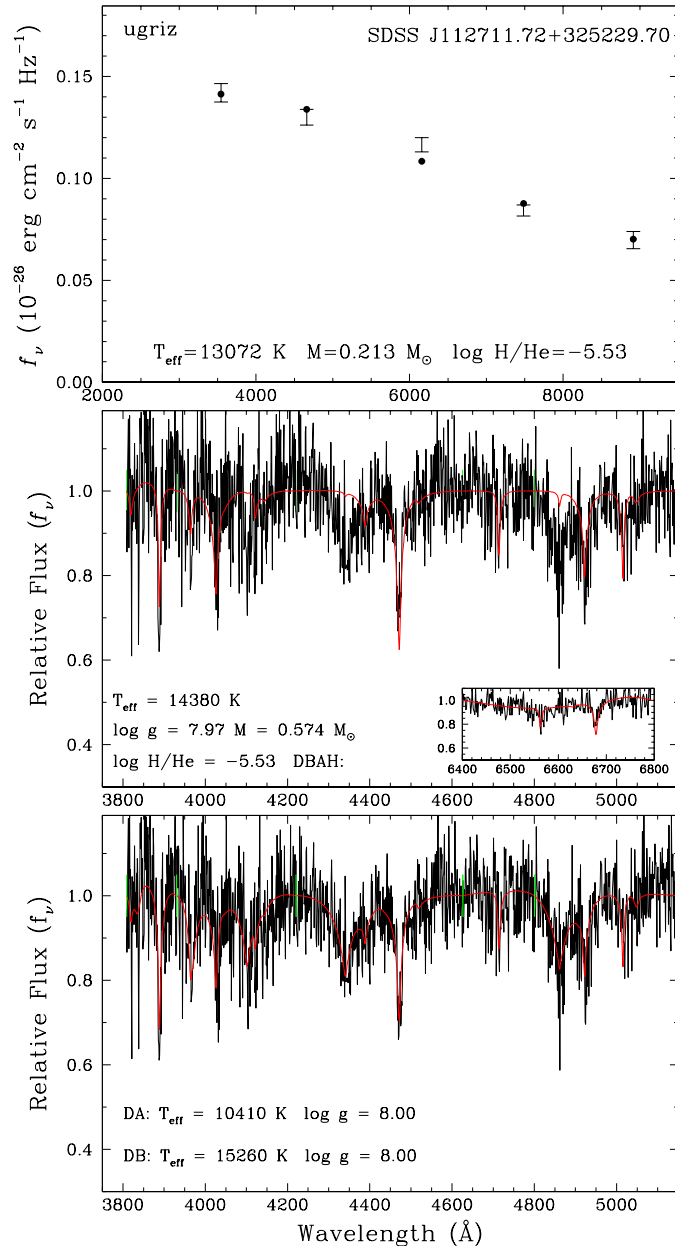 ugriz
SDSS J112711.72+325229.70
0.15
0.10
0.05
0.00
f_ν (10⁻²⁶ erg cm⁻² s⁻¹ Hz⁻¹)
T_eff=13072 K M=0.213 M_⊙ log H/He=−5.53
2000 4000 6000 8000
1.0
0.8
0.6
0.4
Relative Flux (f_ν)
T_eff = 14380 K
log g = 7.97 M = 0.574 M_⊙
log H/He = −5.53 DBAH:
1.0
0.8
0.6
6400 6500 6600 6700 6800
3800 4000 4200 4400 4600 4800 5000
1.0
0.8
0.6
0.4
Relative Flux (f_ν)
DA: T_eff = 10410 K log g = 8.00
DB: T_eff = 15260 K log g = 8.00
3800 4000 4200 4400 4600 4800 5000
Wavelength (Å)